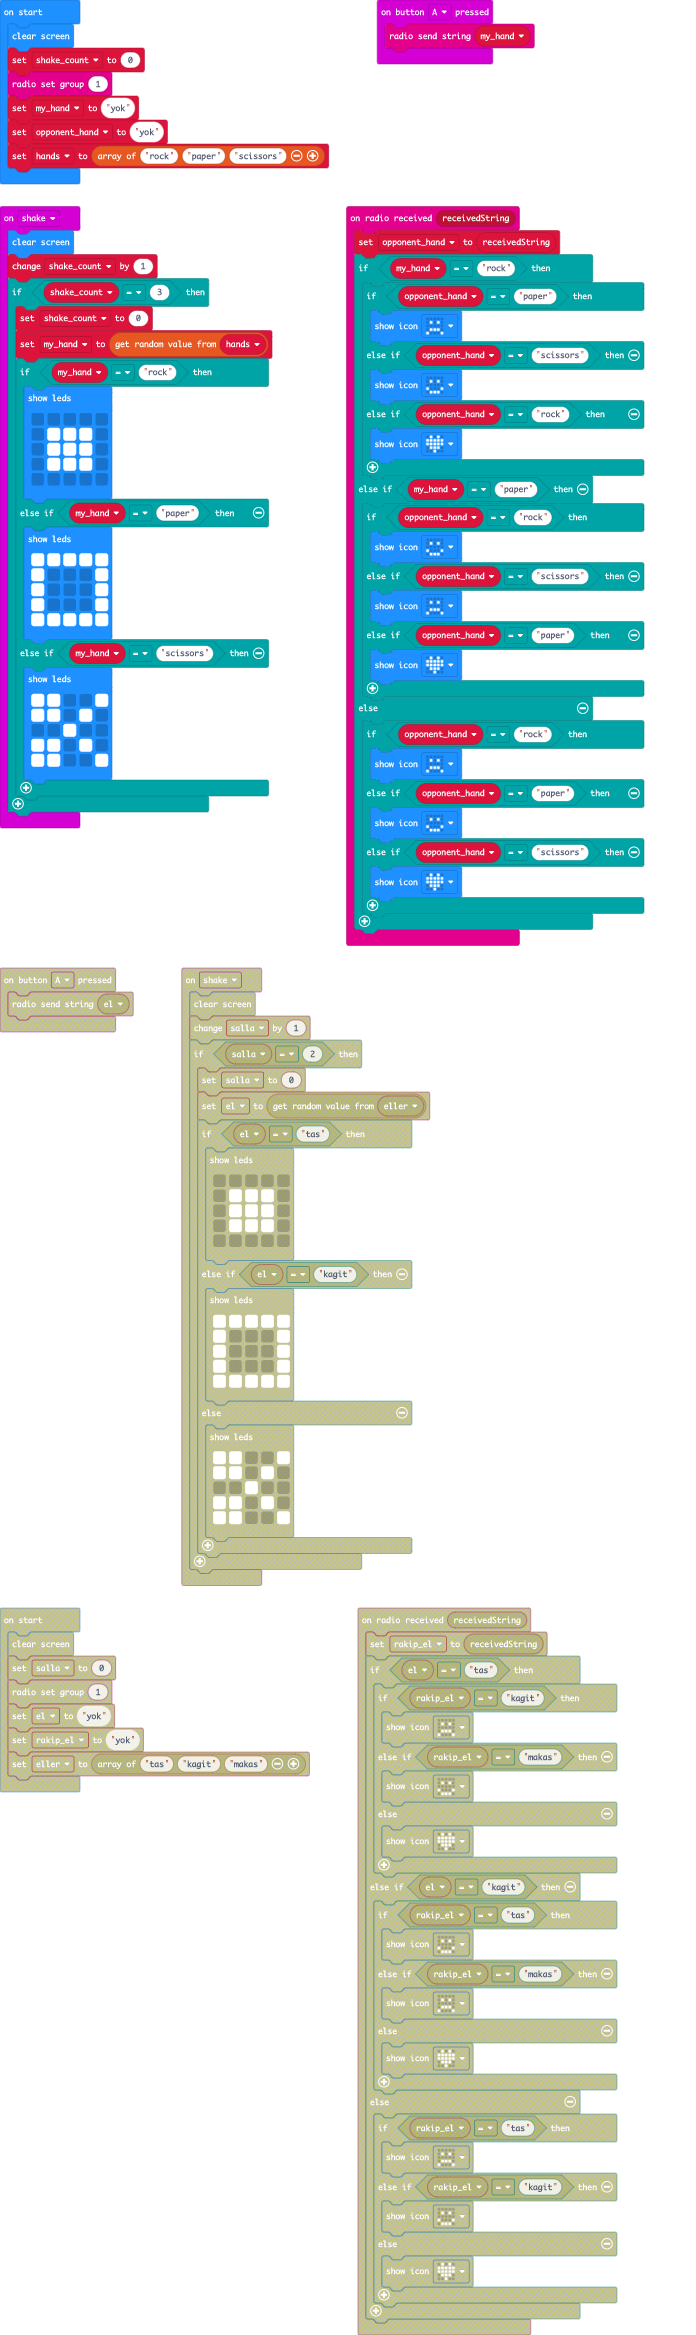 on start
clear screen
set shake_count to 0
radio set group 1
set my_hand to "yok"
set opponent_hand to "yok"
set hands to array of "rock" "paper" "scissors"
on button A pressed
radio send string my_hand
on shake
clear screen
change shake_count by 1
if shake_count = 3 then
set shake_count to 0
set my_hand to get random value from hands
if my_hand = "rock" then
show leds
else if my_hand = "paper" then
show leds
else if my_hand = "scissors" then
show leds
on radio received receivedString
set opponent_hand to receivedString
if my_hand = "rock" then
if opponent_hand = "paper" then
show icon
else if opponent_hand = "scissors" then
show icon
else if opponent_hand = "rock" then
show icon
else if my_hand = "paper" then
if opponent_hand = "rock" then
show icon
else if opponent_hand = "scissors" then
show icon
else if opponent_hand = "paper" then
show icon
else
if opponent_hand = "rock" then
show icon
else if opponent_hand = "paper" then
show icon
else if opponent_hand = "scissors" then
show icon
on button A pressed
radio send string el
on shake
clear screen
change salla by 1
if salla = 2 then
set salla to 0
set el to get random value from eller
if el = "tas" then
show leds
else if el = "kagit" then
show leds
else
show leds
on start
clear screen
set salla to 0
radio set group 1
set el to "yok"
set rakip_el to "yok"
set eller to array of "tas" "kagit" "makas"
on radio received receivedString
set rakip_el to receivedString
if el = "tas" then
if rakip_el = "kagit" then
show icon
else if rakip_el = "makas" then
show icon
else
show icon
else if el = "kagit" then
if rakip_el = "tas" then
show icon
else if rakip_el = "makas" then
show icon
else
show icon
else
if rakip_el = "tas" then
show icon
else if rakip_el = "kagit" then
show icon
else
show icon